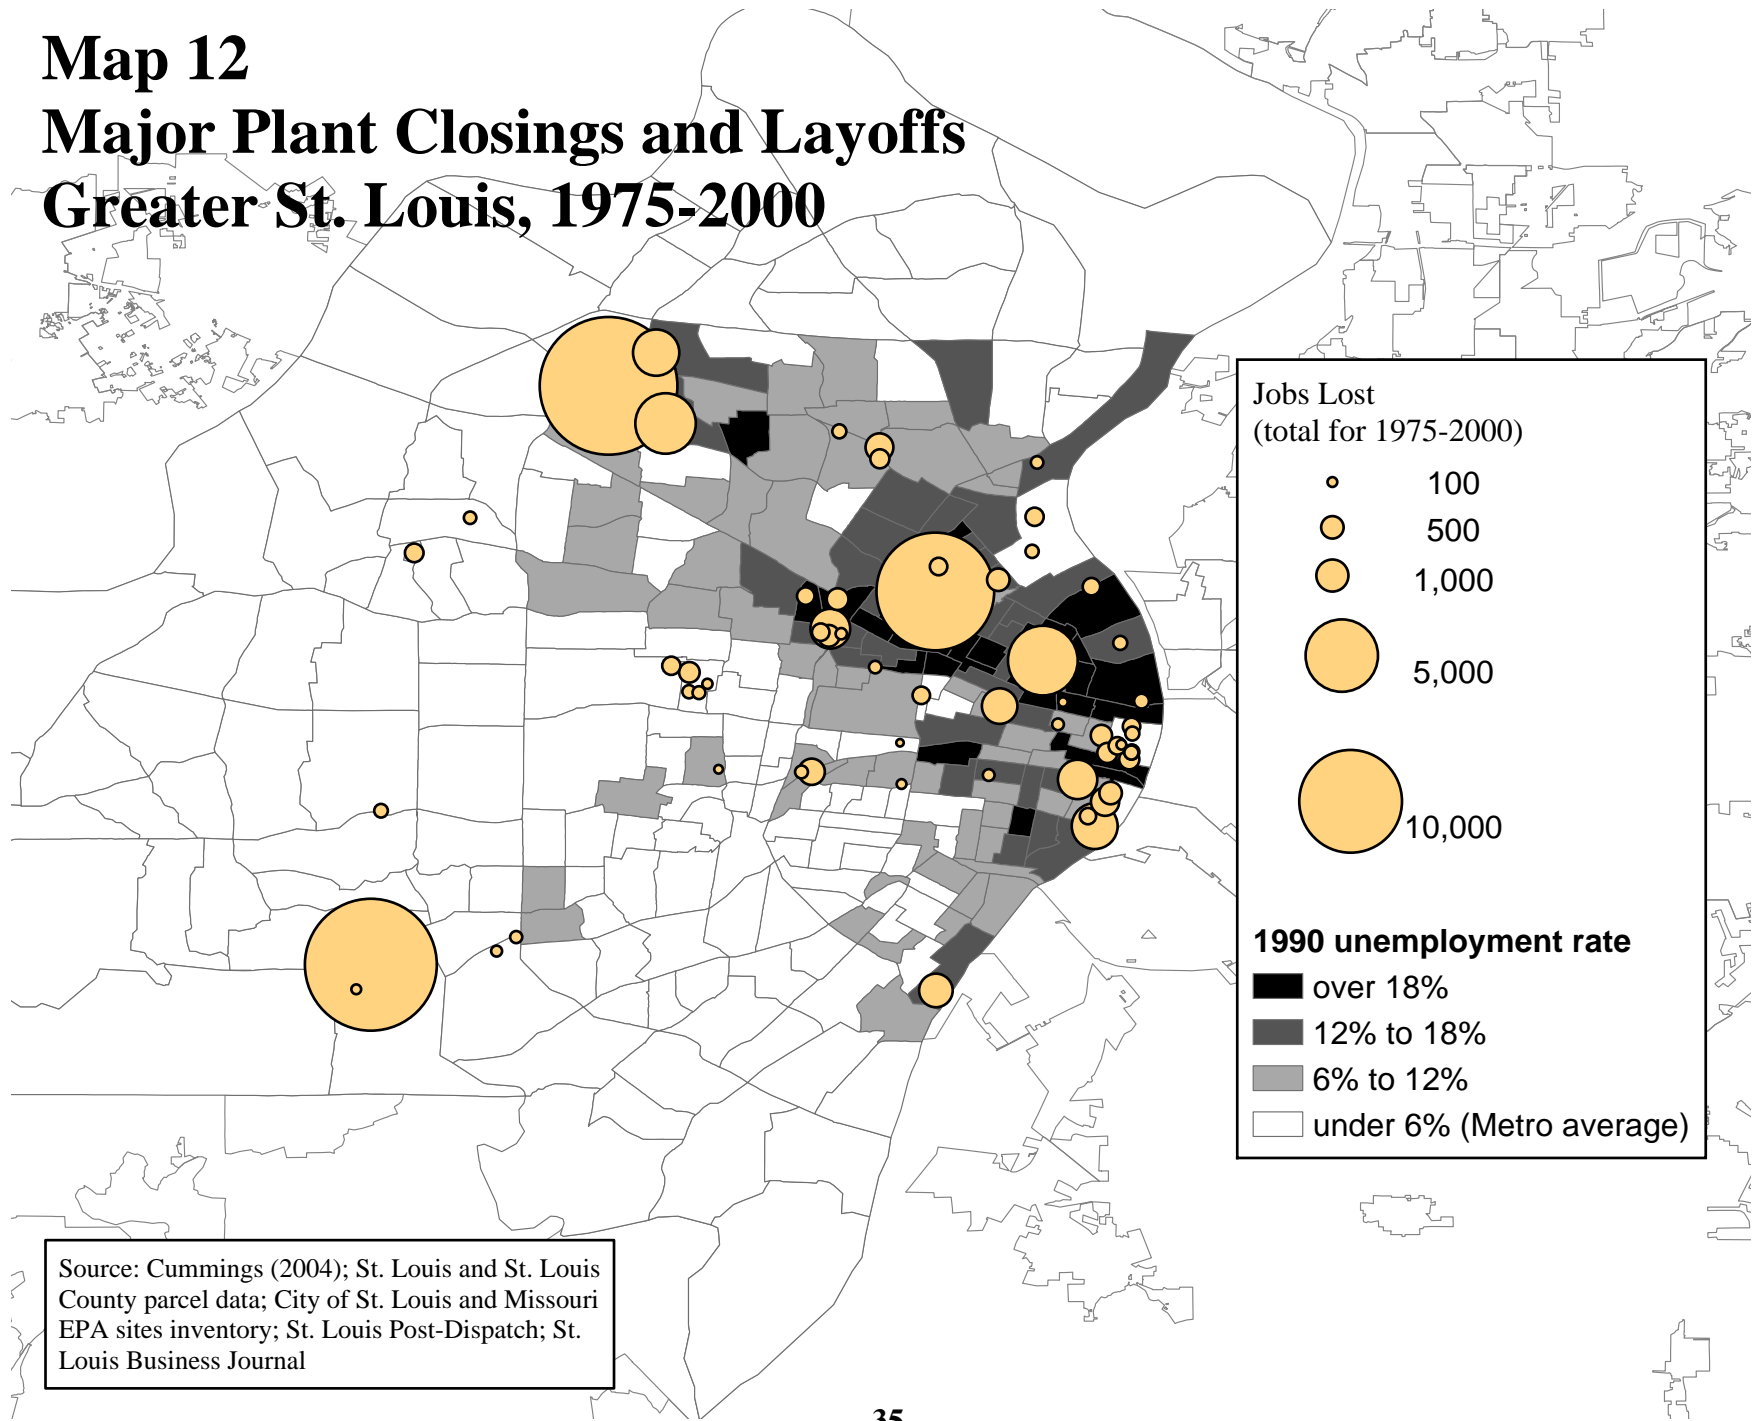 Map 12
Major Plant Closings and Layoffs
Greater St. Louis, 1975-2000
Jobs Lost
(total for 1975-2000)
100
500
1,000
5,000
10,000
1990 unemployment rate
over 18%
12% to 18%
6% to 12%
under 6% (Metro average)
Source: Cummings (2004); St. Louis and St. Louis
County parcel data; City of St. Louis and Missouri
EPA sites inventory; St. Louis Post-Dispatch; St.
Louis Business Journal
35